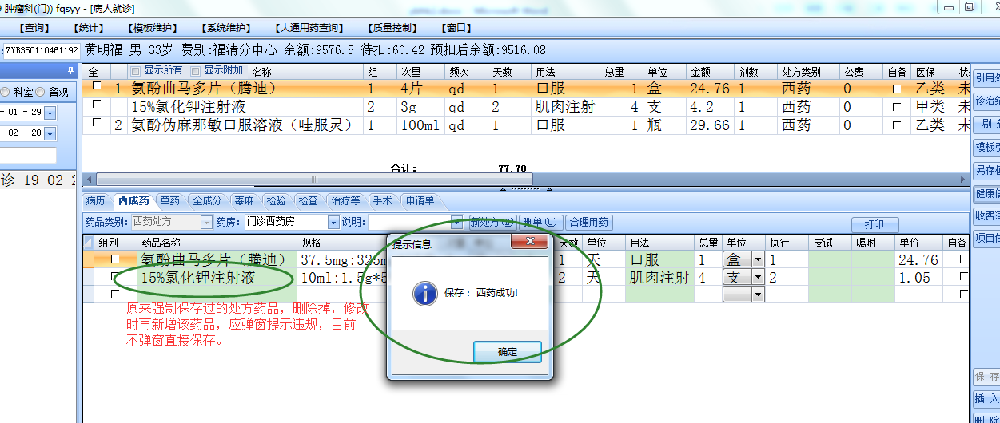 肿瘤科(门)) fqsyy - [病人就诊]
【查询】 【统计】 【模板维护】 【系统维护】 【大通用药查询】 【质量控制】 【窗口】
ZYB350110461192 黄明福 男 33岁 费别:福清分中心 余额:9576.5 待扣:60.42 预扣后余额:9516.08
科室 留观
- 01 - 29
- 02 - 28
诊 19-02-2
全 显示所有 显示附加 名称 组 次量 频次 天数 用法 总量 单位 金额 剂数 处方类别 公费 自备 医保 状
1 氨酚曲马多片（腾迪） 1 4片 qd 1 口服 1 盒 24.76 1 西药 0 乙类 未
15%氯化钾注射液 2 3g qd 2 肌肉注射 4 支 4.2 1 西药 0 甲类 未
2 氨酚伪麻那敏口服溶液（哇服灵） 1 100ml qd 1 口服 1 瓶 29.66 1 西药 0 乙类 未
合计: 77.70
病历 西成药 草药 全成分 毒麻 检验 检查 治疗等 手术 申请单
药品类别: 西药处方 药房: 门诊西药房 说明: 新处方(N) 删单(C) 合理用药 打印
组别 药品名称 规格 天数 单位 用法 总量 单位 执行 皮试 嘱咐 单价 自备
氨酚曲马多片（腾迪） 37.5mg:325m 1 天 口服 1 盒 1 24.76
15%氯化钾注射液 10ml:1.5g*5 2 天 肌肉注射 4 支 2 1.05
提示信息
保存：西药成功!
确定
原来强制保存过的处方药品，删除掉，修改
时再新增该药品，应弹窗提示违规，目前
不弹窗直接保存。
引用处
诊治结
刷 新
模板引
另存模
健康信
收费清
项目信
保 存
插 入
删 除